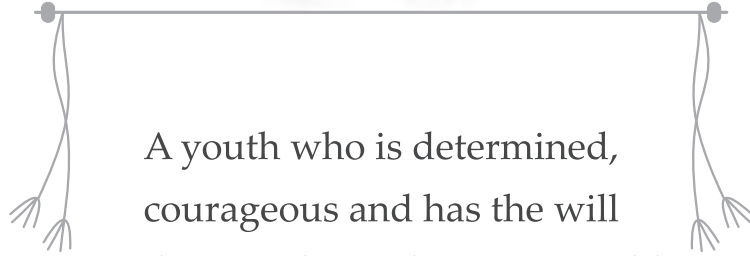 A youth who is determined,
courageous and has the will